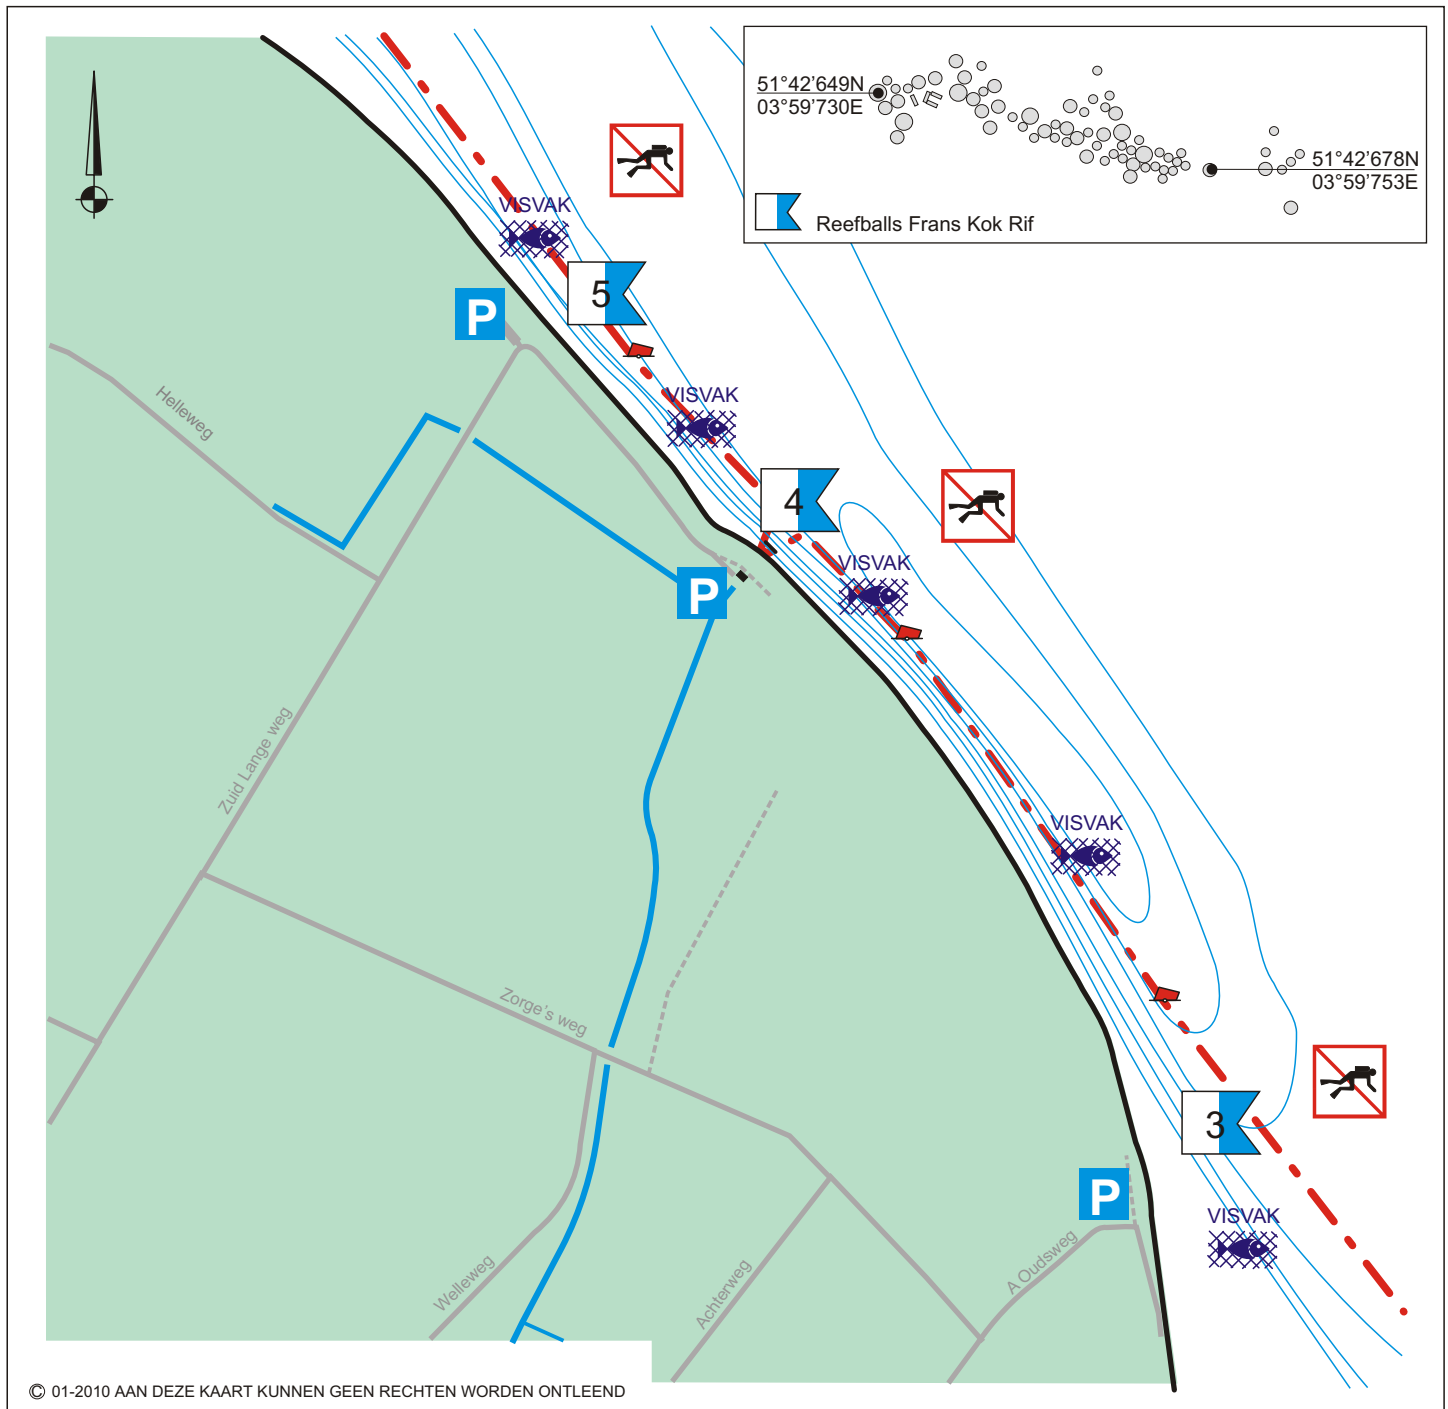 51°42'649N
03°59'730E
51°42'678N
03°59'753E
Reefballs Frans Kok Rif
VISVAK
5
P
VISVAK
Helleweg
4
VISVAK
P
Zuid Lange weg
VISVAK
Zorge's weg
3
P
VISVAK
A Oudsweg
Welleweg
Achterweg
© 01-2010 AAN DEZE KAART KUNNEN GEEN RECHTEN WORDEN ONTLEEND